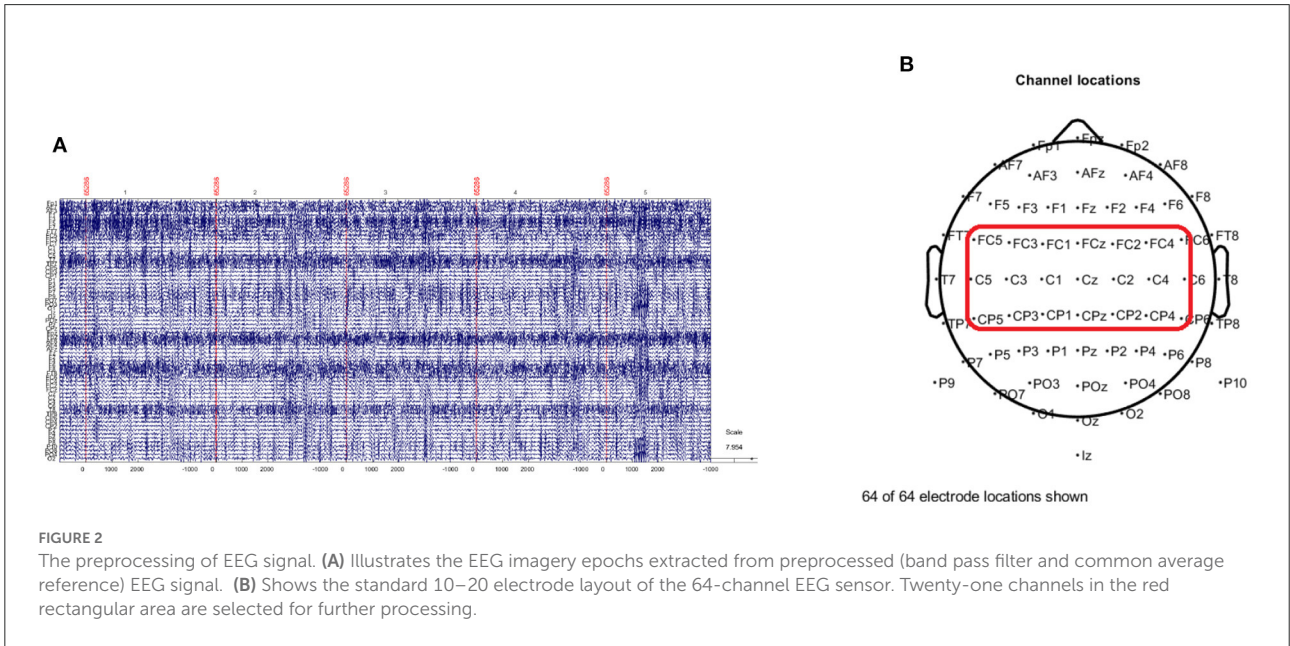 A
65286 65286 65286 65286 65286
1 2 3 4 5
Scale
7.954
0 1000 2000 -1000 0 1000 2000 -1000 0 1000 2000 -1000 0 1000 2000 -1000 0 1000 2000 -1000
B
Channel locations
Fp1 Fpz Fp2
AF7 AF3 AFz AF4 AF8
F7 F5 F3 F1 Fz F2 F4 F6 F8
FT7 FC5 FC3 FC1 FCz FC2 FC4 FC6 FT8
T7 C5 C3 C1 Cz C2 C4 C6 T8
TP7 CP5 CP3 CP1 CPz CP2 CP4 CP6 TP8
P7 P5 P3 P1 Pz P2 P4 P6 P8
P9 PO7 PO3 POz PO4 PO8 P10
O1 Oz O2
Iz
64 of 64 electrode locations shown
FIGURE 2
The preprocessing of EEG signal. (A) Illustrates the EEG imagery epochs extracted from preprocessed (band pass filter and common average
reference) EEG signal. (B) Shows the standard 10–20 electrode layout of the 64-channel EEG sensor. Twenty-one channels in the red
rectangular area are selected for further processing.